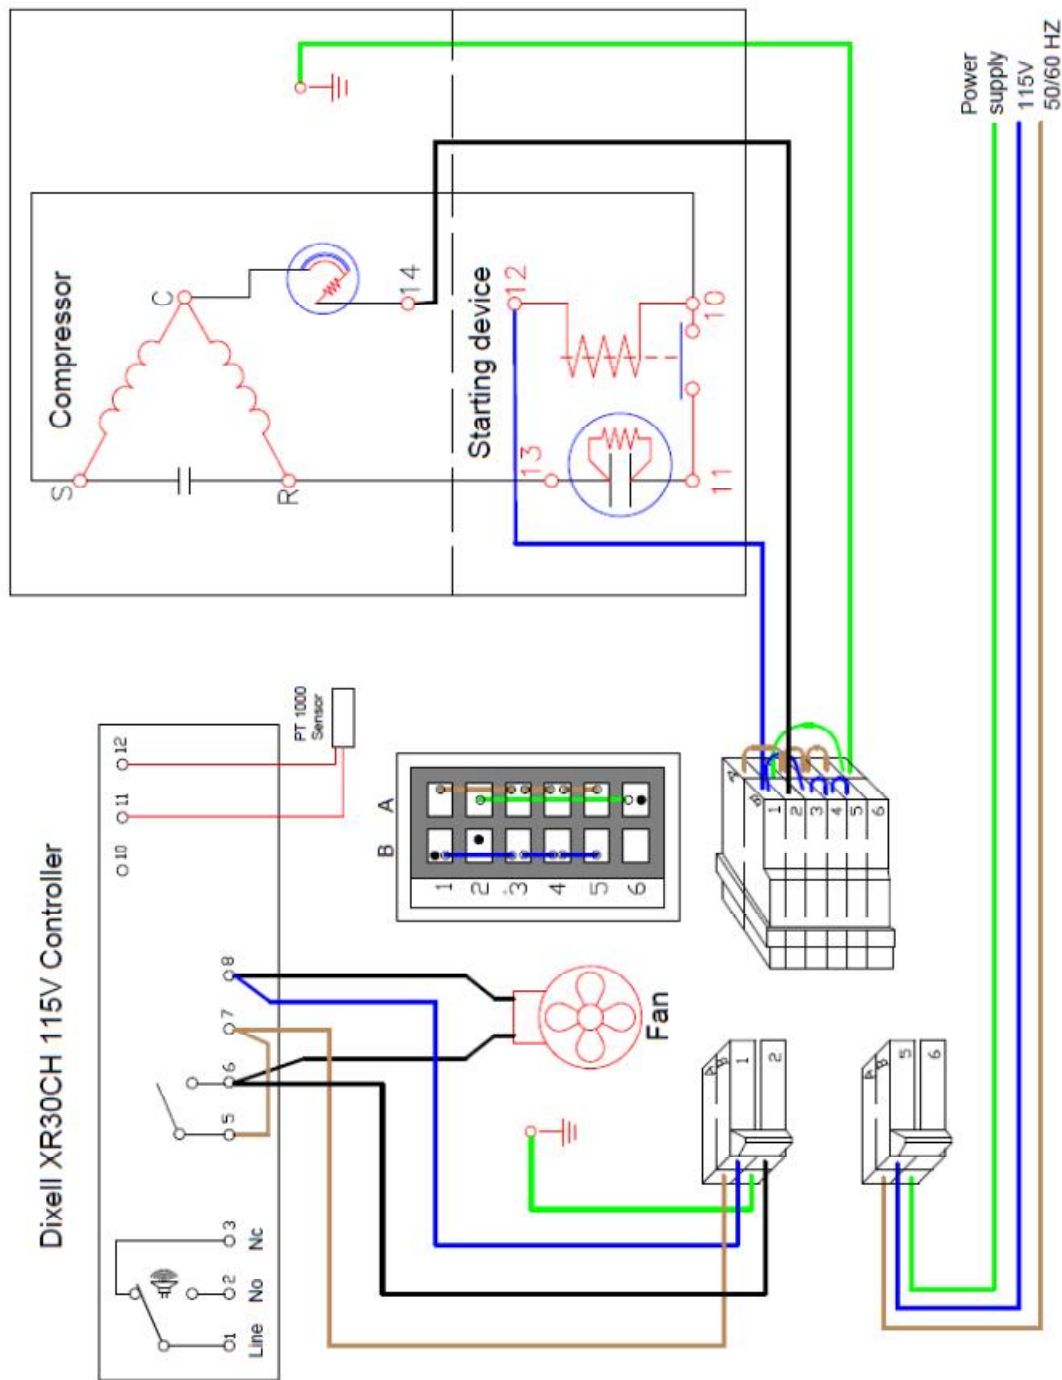 Dixell XR30CH 115V Controller
1
2
3
5
6
7
8
10
11
12
Line
No
Nc
PT 1000
Sensor
Fan
B
A
1
2
3
4
5
6
Compressor
S
C
R
14
Starting device
13
12
11
10
A
B
1
2
3
4
5
6
A
B
1
2
A
B
5
6
Power
supply
115V
50/60 HZ